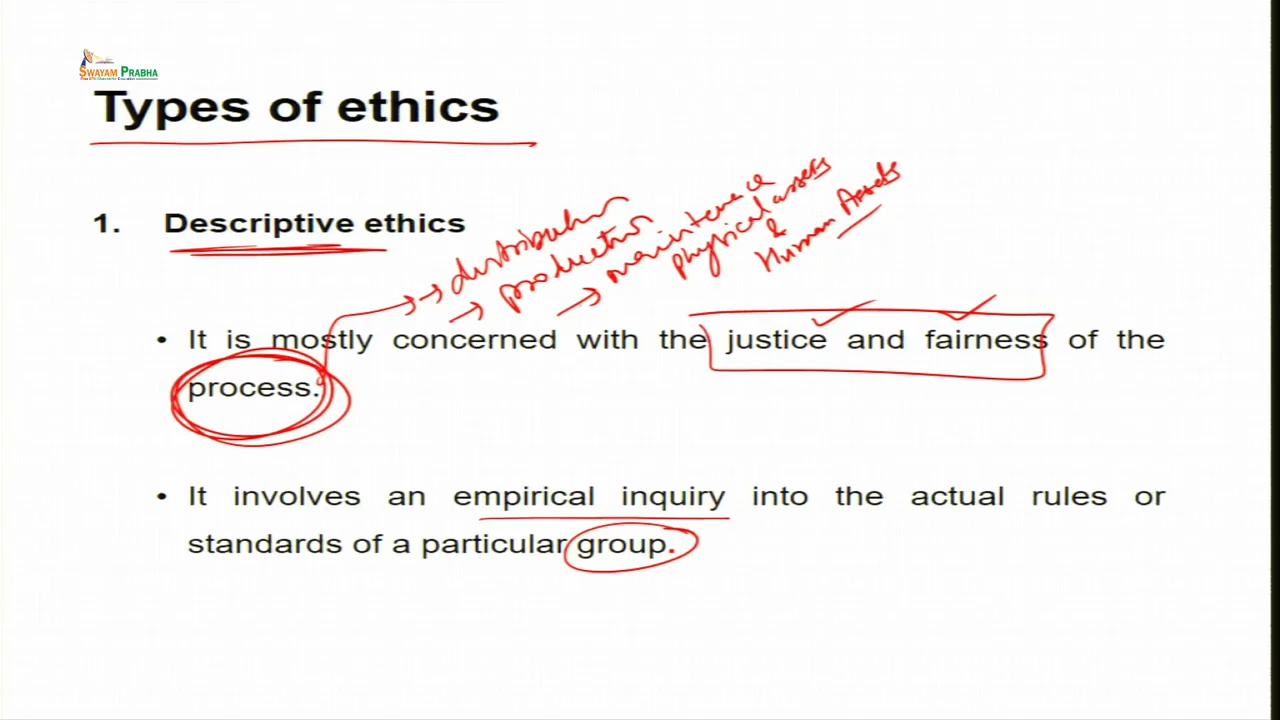 SWAYAM PRABHA
Types of ethics
1. Descriptive ethics
→ distribution
→ production
→ maintenance
physical assets
&
Human Assets
• It is mostly concerned with the justice and fairness of the
process.
• It involves an empirical inquiry into the actual rules or
standards of a particular group.